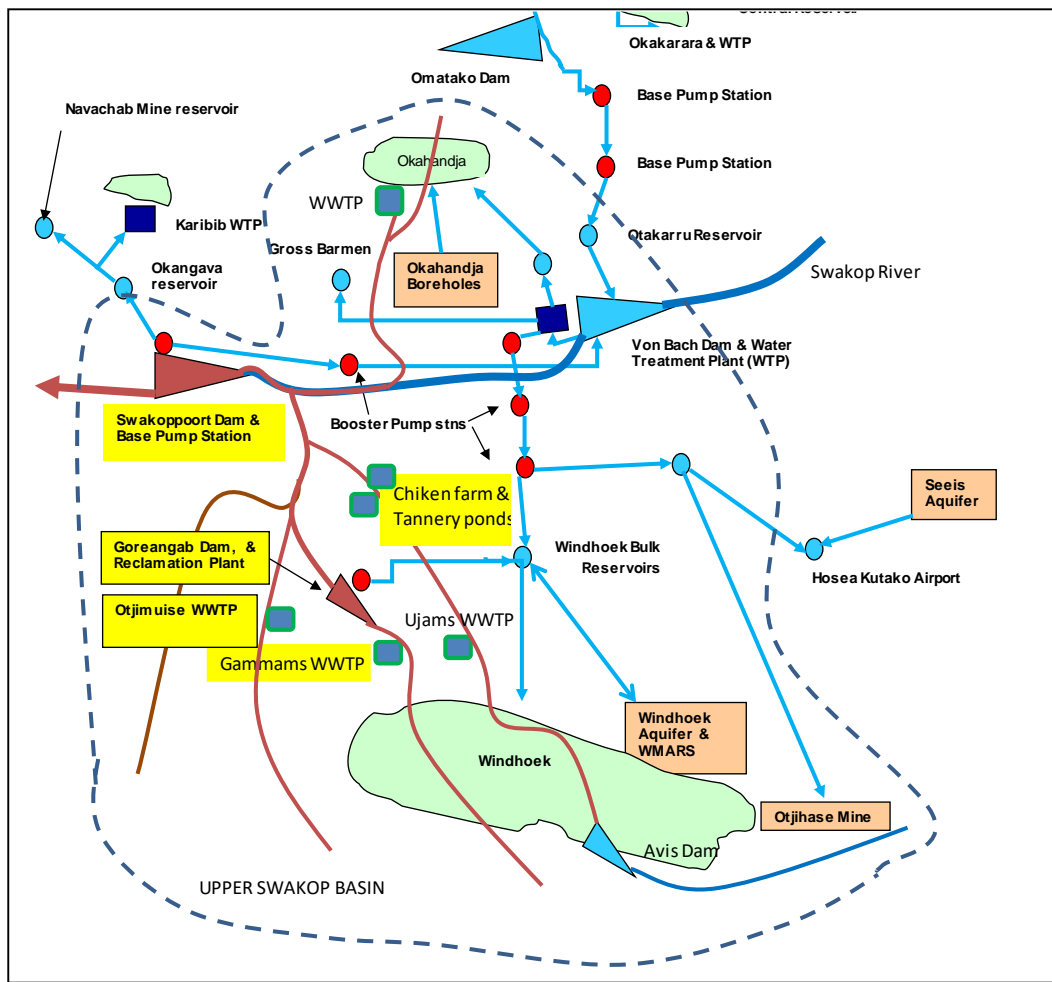 Okakarara & WTP
Omatako Dam
Base Pump Station
Navachab Mine reservoir
Base Pump Station
Okahandja
WWTP
Karibib WTP
Otakarru Reservoir
Gross Barmen
Okangava
reservoir
Okahandja
Boreholes
Swakop River
Von Bach Dam & Water
Treatment Plant (WTP)
Swakoppoort Dam &
Base Pump Station
Booster Pump stns
Chiken farm &
Tannery ponds
Seeis
Aquifer
Goreangab Dam, &
Reclamation Plant
Windhoek Bulk
Reservoirs
Hosea Kutako Airport
Otjimuise WWTP
Ujams WWTP
Gammams WWTP
Windhoek
Aquifer &
WMARS
Windhoek
Otjihase Mine
Avis Dam
UPPER SWAKOP BASIN